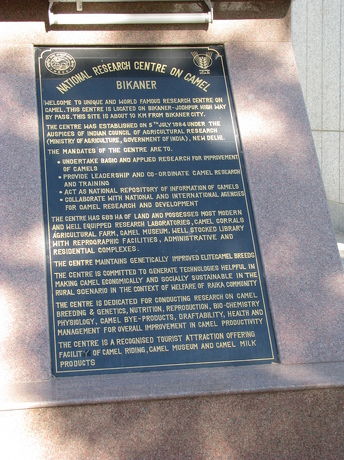 NATIONAL RESEARCH CENTRE ON CAMEL
BIKANER
WELCOME TO UNIQUE AND WORLD FAMOUS RESEARCH CENTRE ON
CAMEL. THIS CENTRE IS LOCATED ON BIKANER-JODHPUR HIGH WAY
BY PASS. THIS SITE IS ABOUT 10 KM FROM BIKANER CITY.
THE CENTRE WAS ESTABLISHED ON 5TH JULY 1984 UNDER THE
AUSPICES OF INDIAN COUNCIL OF AGRICULTURAL RESEARCH
(MINISTRY OF AGRICULTURE, GOVERNMENT OF INDIA), NEW DELHI.
THE MANDATES OF THE CENTRE ARE TO.
• UNDERTAKE BASIC AND APPLIED RESEARCH FOR IMPROVEMENT
OF CAMELS
• PROVIDE LEADERSHIP AND CO-ORDINATE CAMEL RESEARCH
AND TRAINING
• ACT AS NATIONAL REPOSITORY OF INFORMATION OF CAMELS
• COLLABORATE WITH NATIONAL AND INTERNATIONAL AGENCIES
FOR CAMEL RESEARCH AND DEVELOPMENT
THE CENTRE HAS 689 HA OF LAND AND POSSESSES MOST MODERN
AND WELL EQUIPPED RESEARCH LABORATORIES, CAMEL CORRALS
AGRICULTURAL FARM, CAMEL MUSEUM, WELL STOCKED LIBRARY
WITH REPROGRAPHIC FACILITIES, ADMINISTRATIVE AND
RESIDENTIAL COMPLEXES.
THE CENTRE MAINTAINS GENETICALLY IMPROVED ELITE CAMEL BREEDS
THE CENTRE IS COMMITTED TO GENERATE TECHNOLOGIES HELPFUL IN
MAKING CAMEL ECONOMICALLY AND SOCIALLY SUSTAINABLE IN THE
RURAL SCENARIO IN THE CONTEXT OF WELFARE OF RAIKA COMMUNITY
THE CENTRE IS DEDICATED FOR CONDUCTING RESEARCH ON CAMEL
BREEDING & GENETICS, NUTRITION, REPRODUCTION, BIO-CHEMISTRY
PHYSIOLOGY, CAMEL BYE-PRODUCTS, DRAFTABILITY, HEALTH AND
MANAGEMENT FOR OVERALL IMPROVEMENT IN CAMEL PRODUCTIVITY
THE CENTRE IS A RECOGNISED TOURIST ATTRACTION OFFERING
FACILITY OF CAMEL RIDING, CAMEL MUSEUM AND CAMEL MILK
PRODUCTS